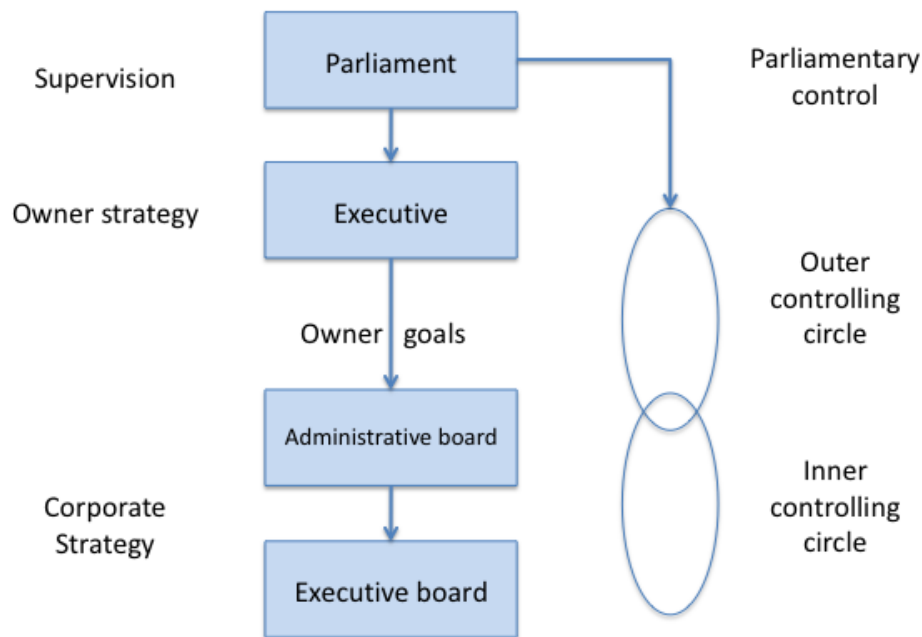 Parliament
Supervision
Parliamentary
control
Owner strategy
Executive
Outer
controlling
circle
Owner goals
Administrative board
Inner
controlling
circle
Corporate
Strategy
Executive board